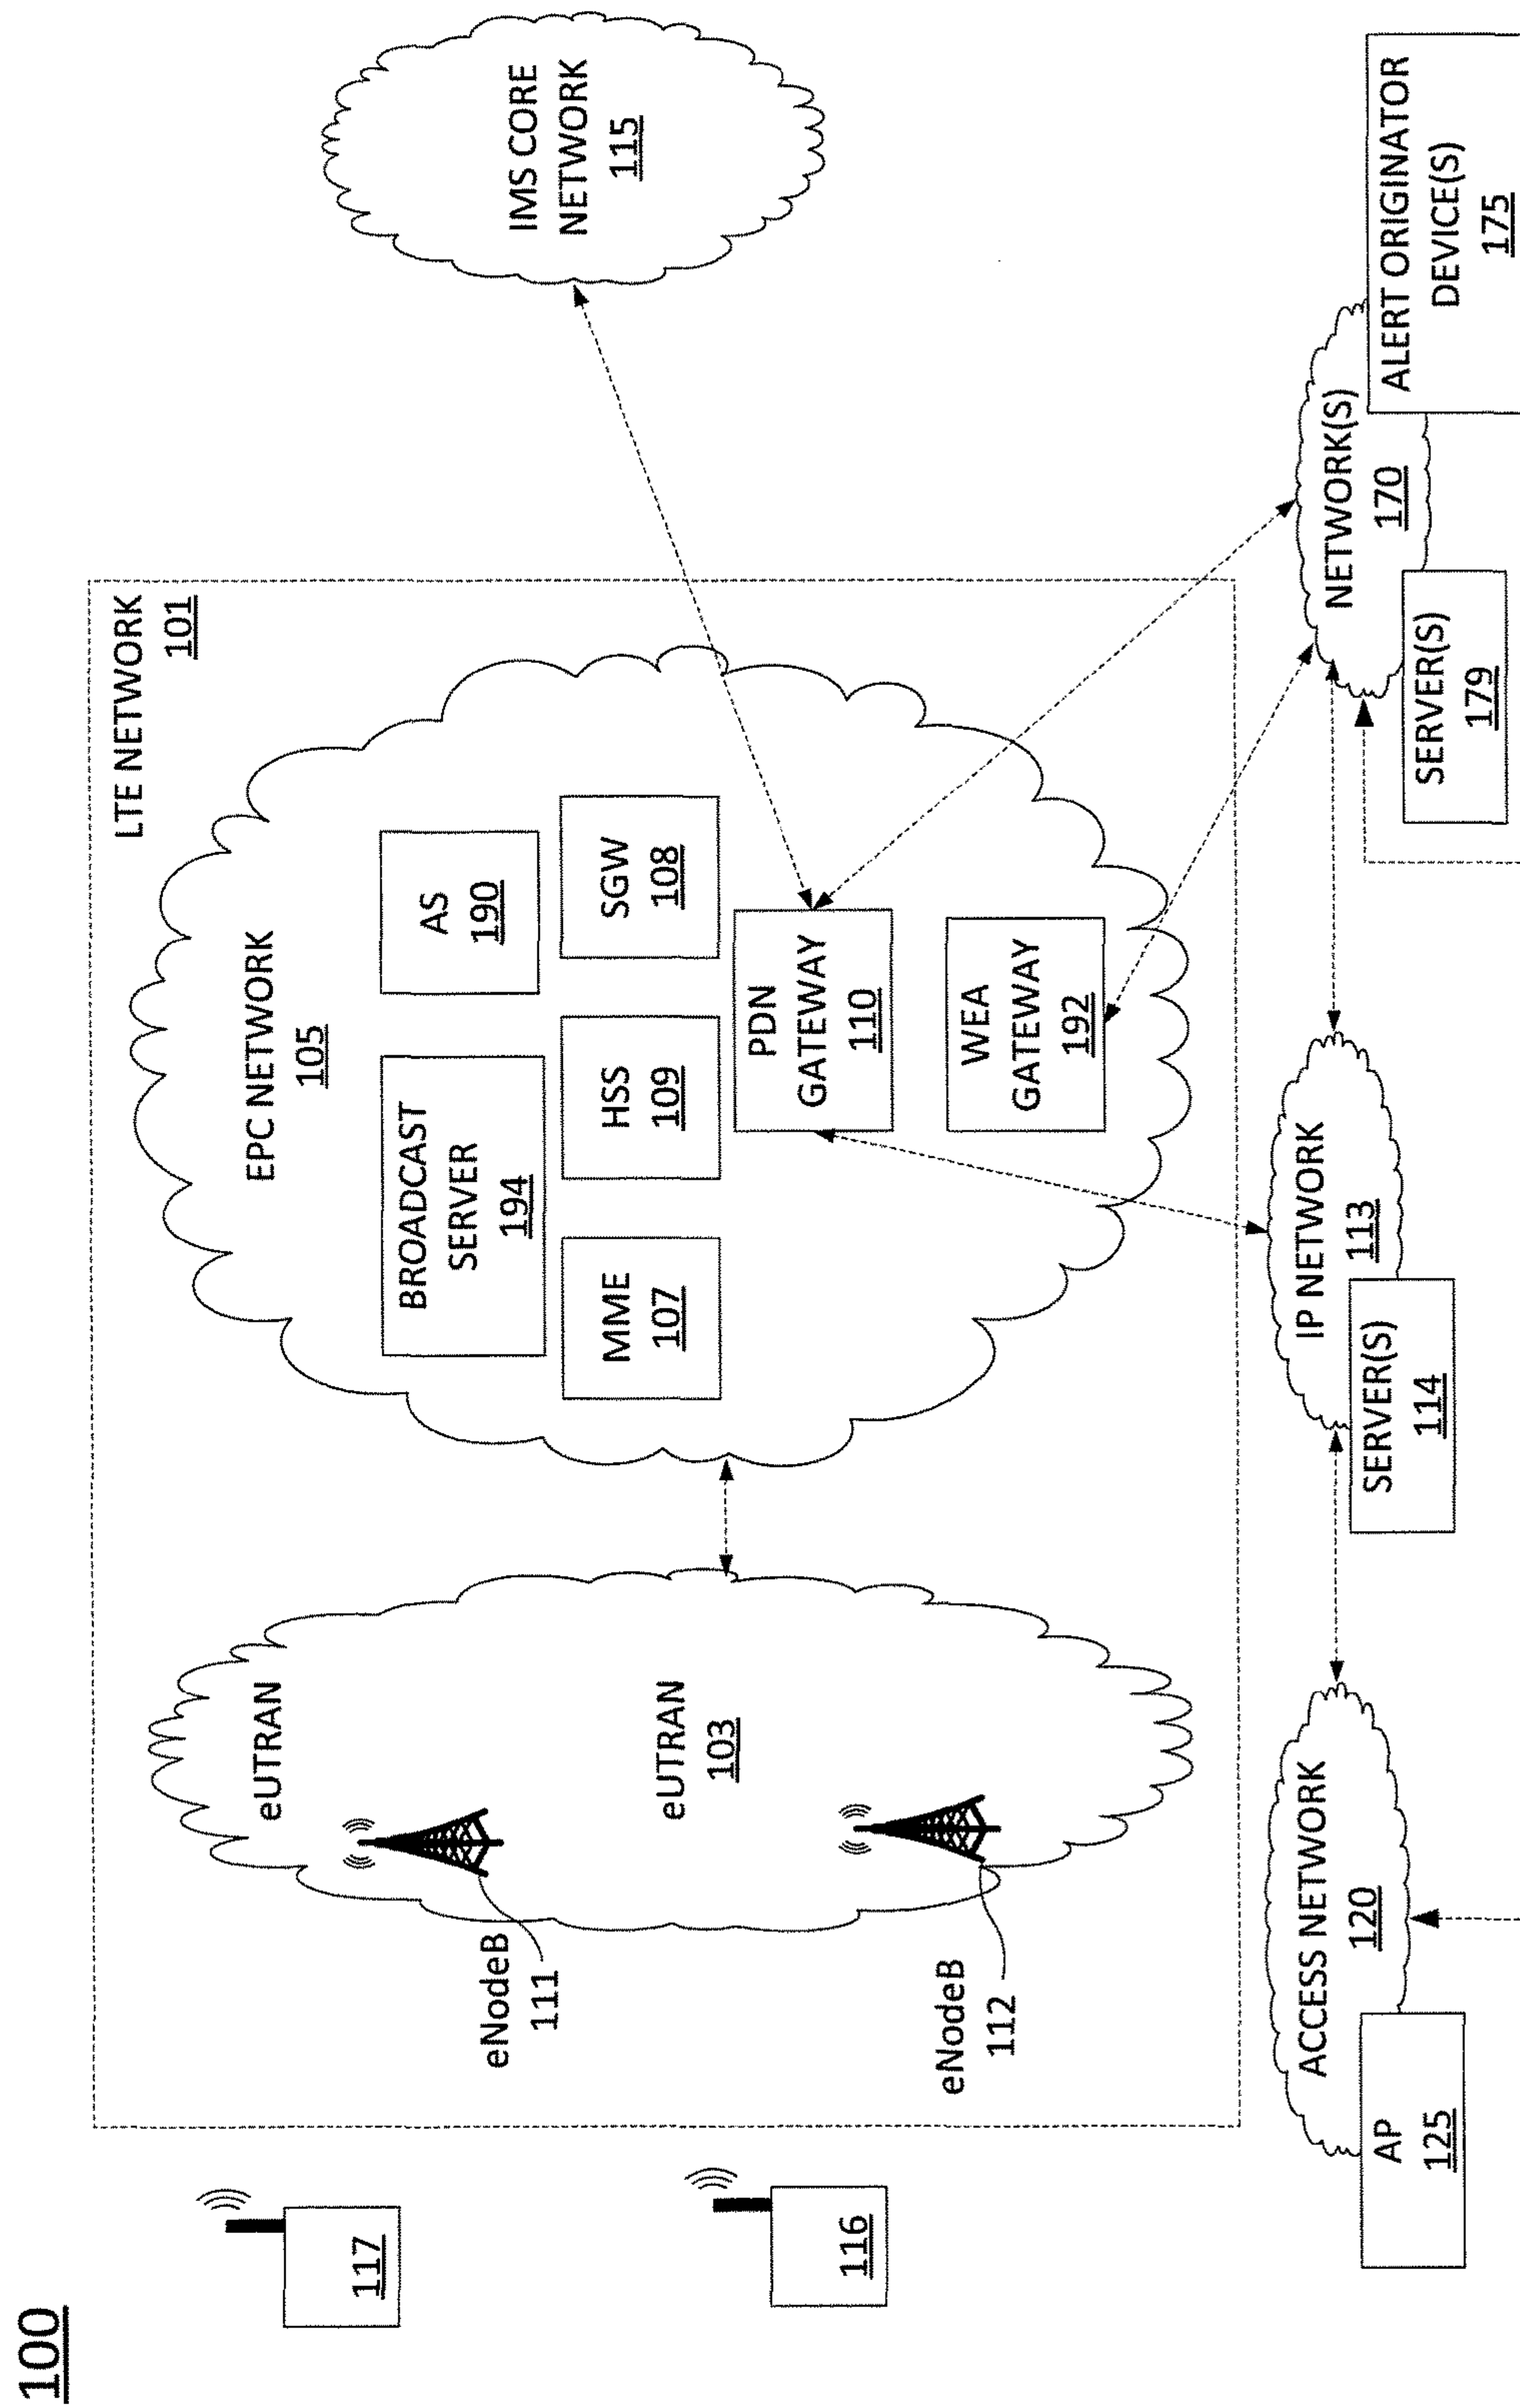 100
117
116
LTE NETWORK
101
eUTRAN
eUTRAN
103
eNodeB
111
eNodeB
112
EPC NETWORK
105
BROADCAST
SERVER
194
AS
190
MME
107
HSS
109
SGW
108
PDN
GATEWAY
110
WEA
GATEWAY
192
IMS CORE
NETWORK
115
ACCESS NETWORK
120
AP
125
IP NETWORK
113
SERVER(S)
114
NETWORK(S)
170
SERVER(S)
179
ALERT ORIGINATOR
DEVICE(S)
175